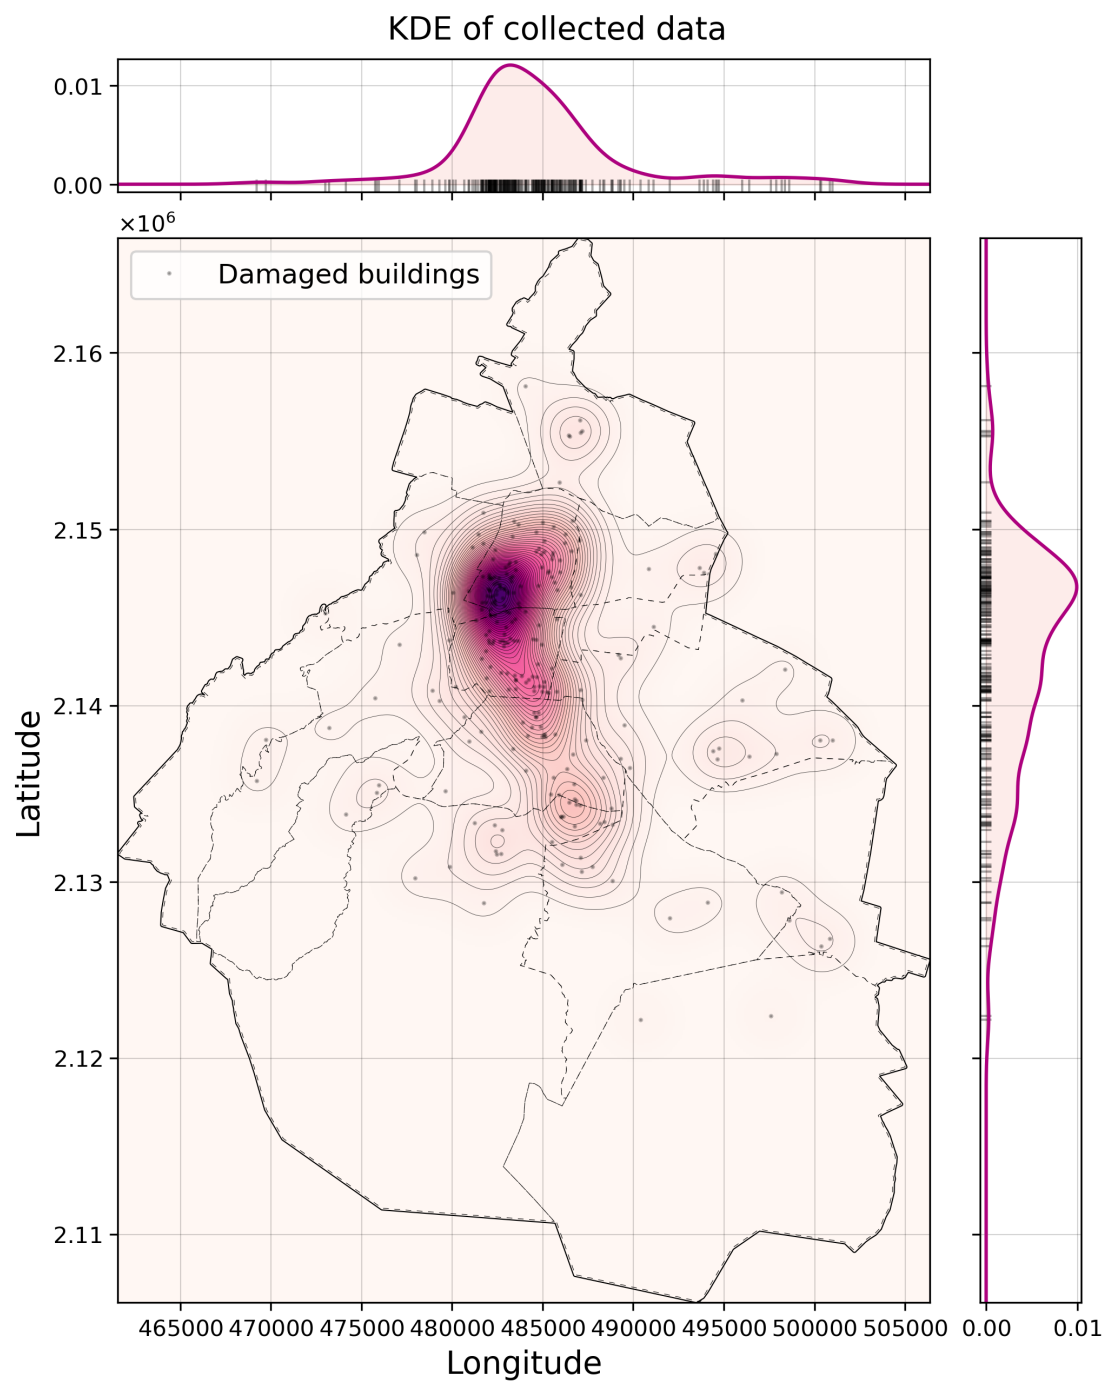 KDE of collected data
0.01
0.00
×10⁶
Damaged buildings
2.16
2.15
2.14
2.13
2.12
2.11
Latitude
465000 470000 475000 480000 485000 490000 495000 500000 505000 0.00 0.01
Longitude